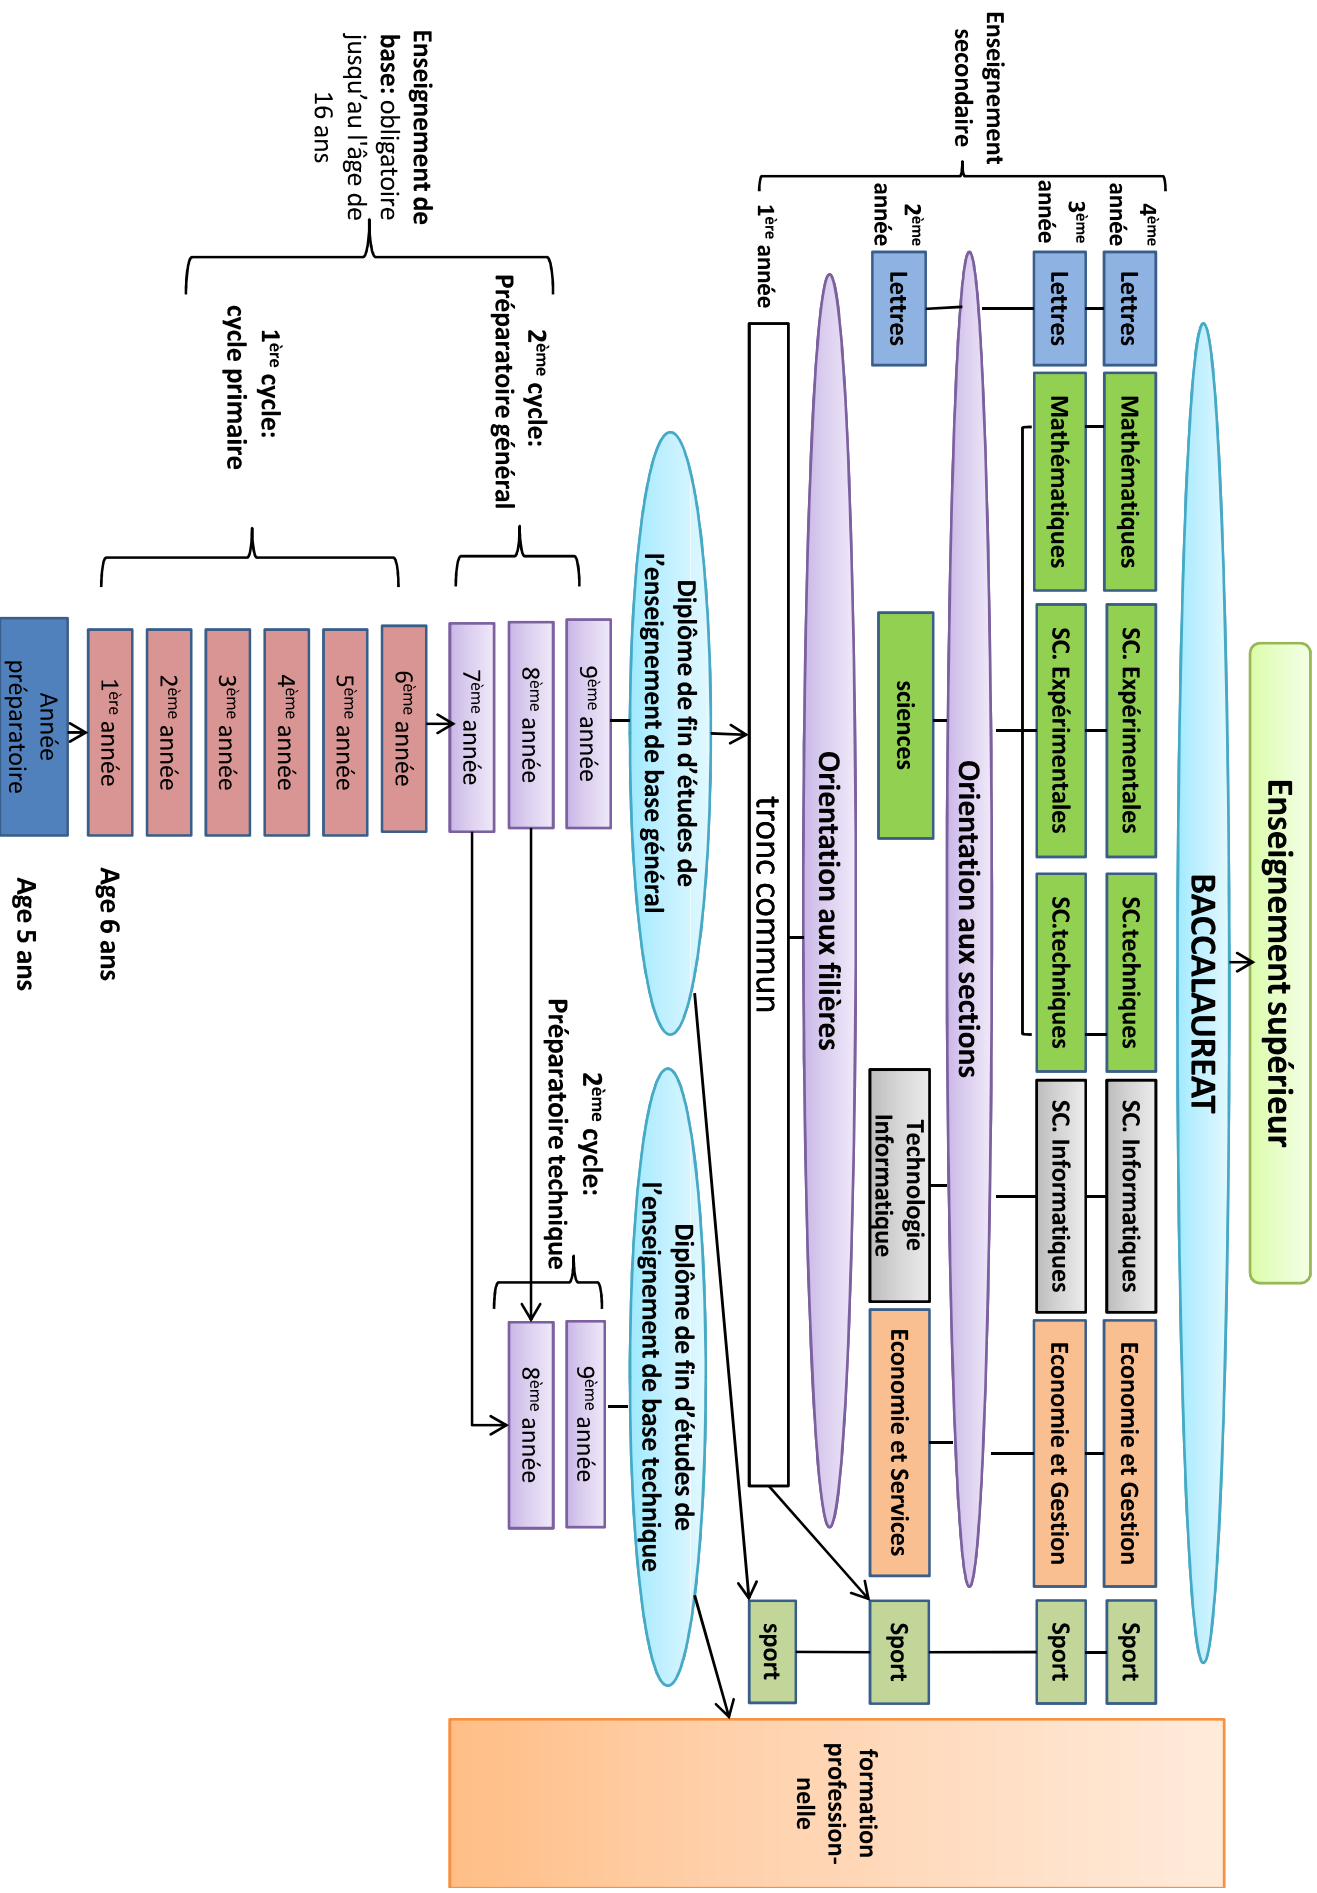 Enseignement supérieur
BACCALAUREAT
Enseignement
secondaire
4ème
année
Lettres
Mathématiques
SC. Expérimentales
SC.techniques
SC. Informatiques
Economie et Gestion
Sport
3ème
année
Lettres
Mathématiques
SC. Expérimentales
SC.techniques
SC. Informatiques
Economie et Gestion
Sport
Orientation aux sections
2ème
année
Lettres
sciences
Technologie
Informatique
Economie et Services
Sport
Orientation aux filières
1ère année
tronc commun
sport
formation
profession-
nelle
Diplôme de fin d'études de
l'enseignement de base général
Diplôme de fin d'études de
l'enseignement de base technique
Enseignement de
base: obligatoire
jusqu'au l'âge de
16 ans
2ème cycle:
Préparatoire général
9ème année
8ème année
7ème année
2ème cycle:
Préparatoire technique
9ème année
8ème année
1ère cycle:
cycle primaire
6ème année
5ème année
4ème année
3ème année
2ème année
1ère année
Age 6 ans
Année
préparatoire
Age 5 ans